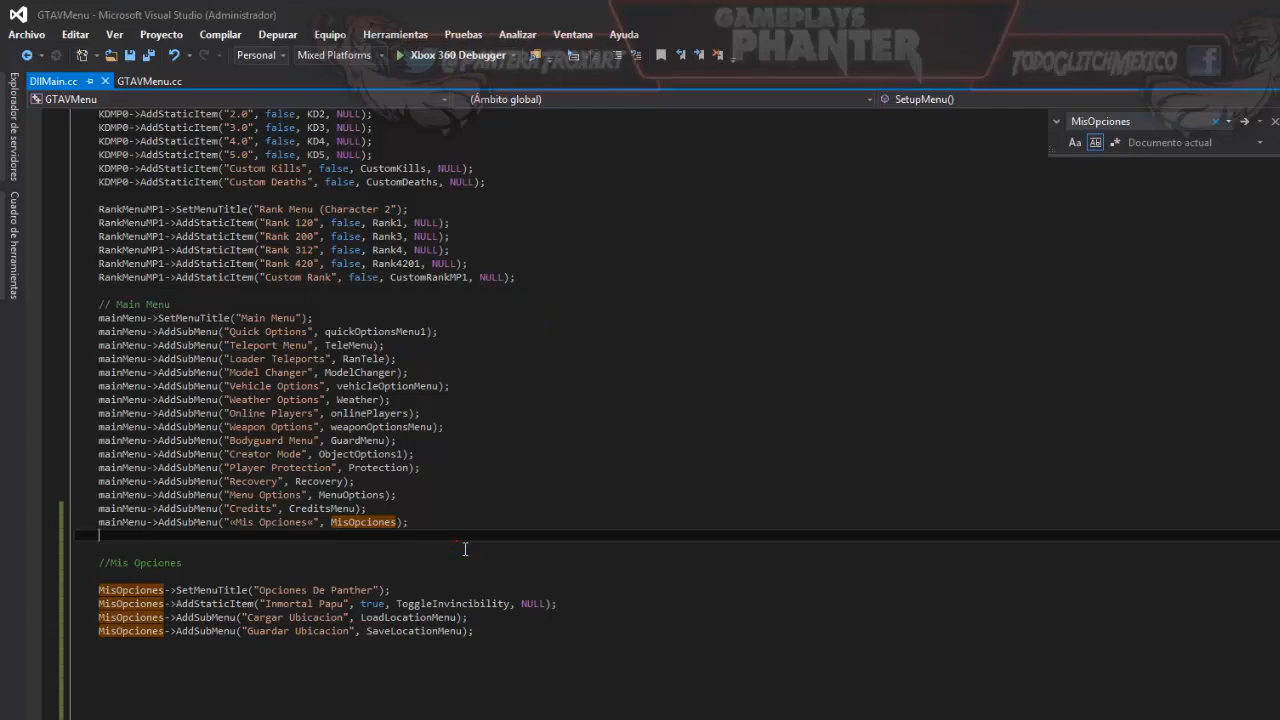 GTAVMenu - Microsoft Visual Studio (Administrador)
GAMEPLAYS
PHANTER
TODOGLITCHMEXICO f
Archivo Editar Ver Proyecto Compilar Depurar Equipo Herramientas Pruebas Analizar Ventana Ayuda
Personal Mixed Platforms Xbox 360 Debugger
DllMain.cc GTAVMenu.cc
GTAVMenu (Ámbito global) SetupMenu()
MisOpciones
Aa Ab Documento actual
Explorador de servidores
Cuadro de herramientas
KDMP0->AddStaticItem("2.0", false, KD2, NULL);
KDMP0->AddStaticItem("3.0", false, KD3, NULL);
KDMP0->AddStaticItem("4.0", false, KD4, NULL);
KDMP0->AddStaticItem("5.0", false, KD5, NULL);
KDMP0->AddStaticItem("Custom Kills", false, CustomKills, NULL);
KDMP0->AddStaticItem("Custom Deaths", false, CustomDeaths, NULL);
RankMenuMP1->SetMenuTitle("Rank Menu (Character 2");
RankMenuMP1->AddStaticItem("Rank 120", false, Rank1, NULL);
RankMenuMP1->AddStaticItem("Rank 200", false, Rank3, NULL);
RankMenuMP1->AddStaticItem("Rank 312", false, Rank4, NULL);
RankMenuMP1->AddStaticItem("Rank 420", false, Rank4201, NULL);
RankMenuMP1->AddStaticItem("Custom Rank", false, CustomRankMP1, NULL);
// Main Menu
mainMenu->SetMenuTitle("Main Menu");
mainMenu->AddSubMenu("Quick Options", quickOptionsMenu1);
mainMenu->AddSubMenu("Teleport Menu", TeleMenu);
mainMenu->AddSubMenu("Loader Teleports", RanTele);
mainMenu->AddSubMenu("Model Changer", ModelChanger);
mainMenu->AddSubMenu("Vehicle Options", vehicleOptionMenu);
mainMenu->AddSubMenu("Weather Options", Weather);
mainMenu->AddSubMenu("Online Players", onlinePlayers);
mainMenu->AddSubMenu("Weapon Options", weaponOptionsMenu);
mainMenu->AddSubMenu("Bodyguard Menu", GuardMenu);
mainMenu->AddSubMenu("Creator Mode", ObjectOptions1);
mainMenu->AddSubMenu("Player Protection", Protection);
mainMenu->AddSubMenu("Recovery", Recovery);
mainMenu->AddSubMenu("Menu Options", MenuOptions);
mainMenu->AddSubMenu("Credits", CreditsMenu);
mainMenu->AddSubMenu("«Mis Opciones«", MisOpciones);
//Mis Opciones
MisOpciones->SetMenuTitle("Opciones De Panther");
MisOpciones->AddStaticItem("Inmortal Papu", true, ToggleInvincibility, NULL);
MisOpciones->AddSubMenu("Cargar Ubicacion", LoadLocationMenu);
MisOpciones->AddSubMenu("Guardar Ubicacion", SaveLocationMenu);